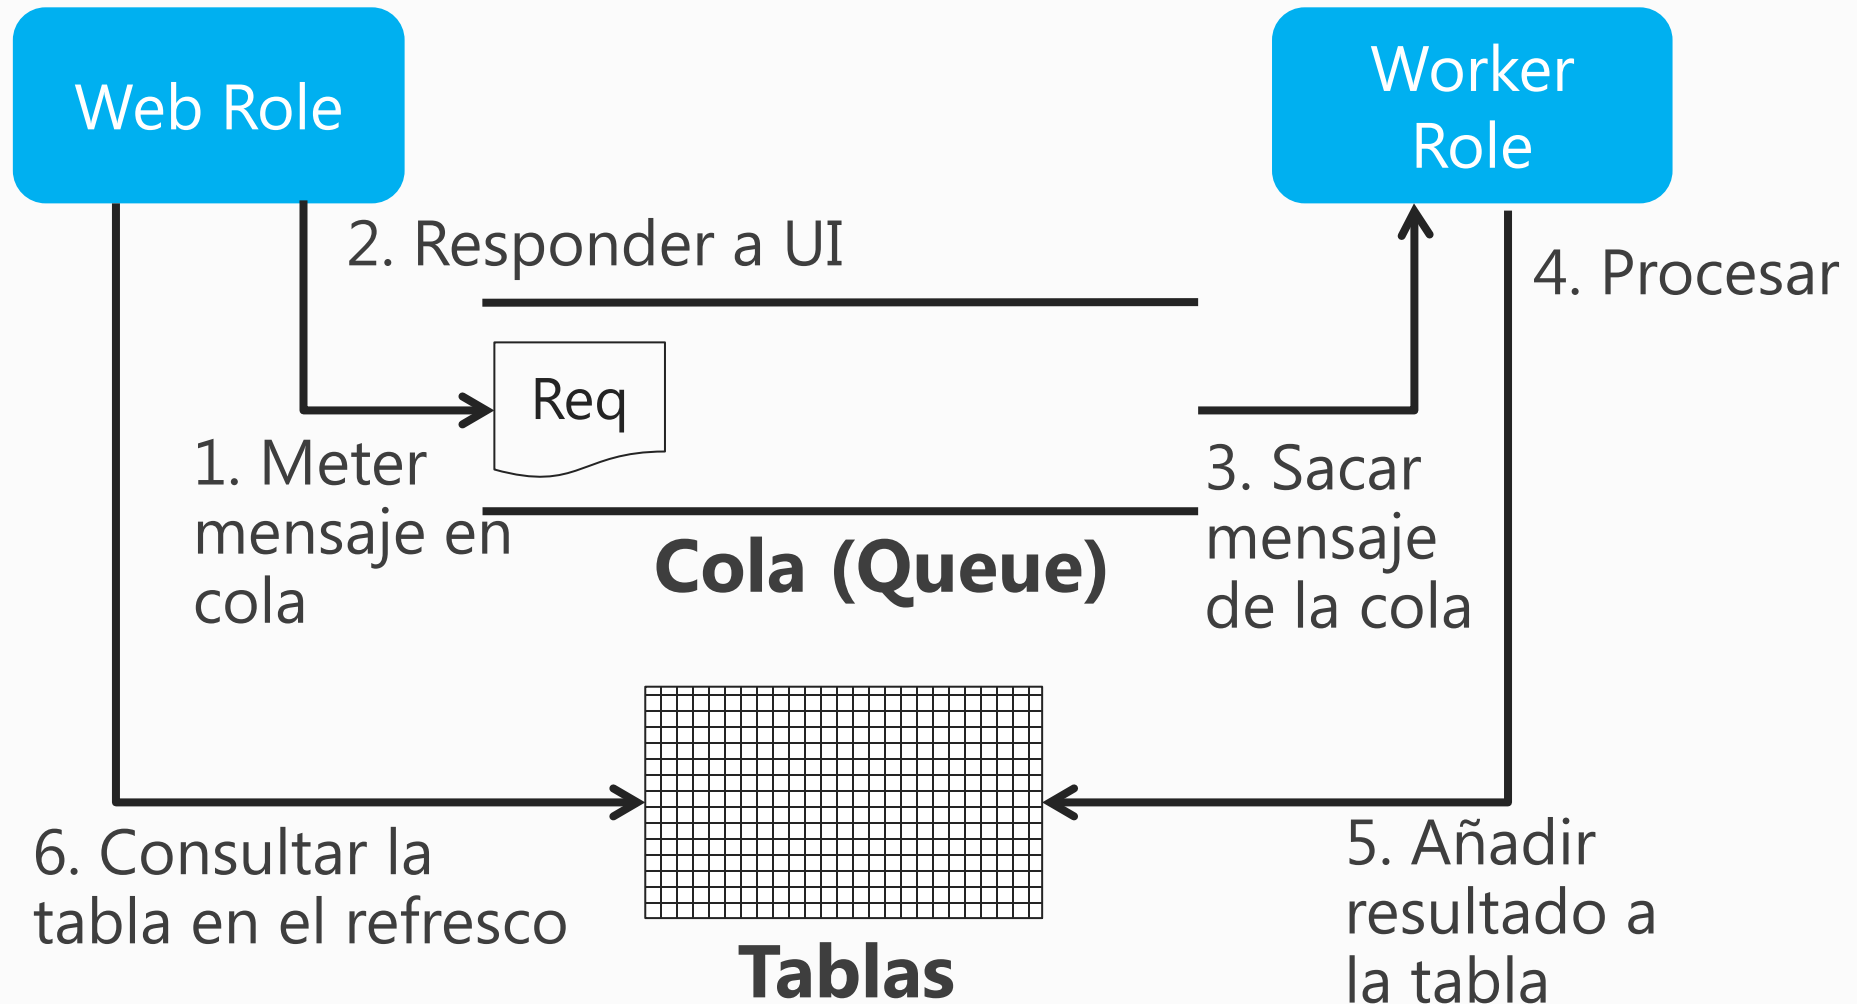 Web Role
Worker
Role
2. Responder a UI
4. Procesar
Req
1. Meter
mensaje en
cola
3. Sacar
mensaje
de la cola
Cola (Queue)
6. Consultar la
tabla en el refresco
5. Añadir
resultado a
la tabla
Tablas